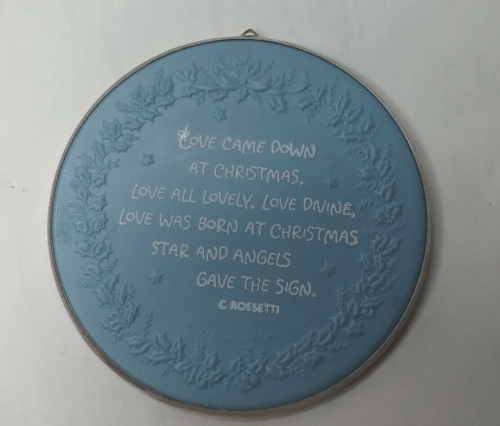 LOVE CAME DOWN
AT CHRISTMAS,
LOVE ALL LOVELY, LOVE DIVINE,
LOVE WAS BORN AT CHRISTMAS
STAR AND ANGELS
GAVE THE SIGN.
C ROSSETTI